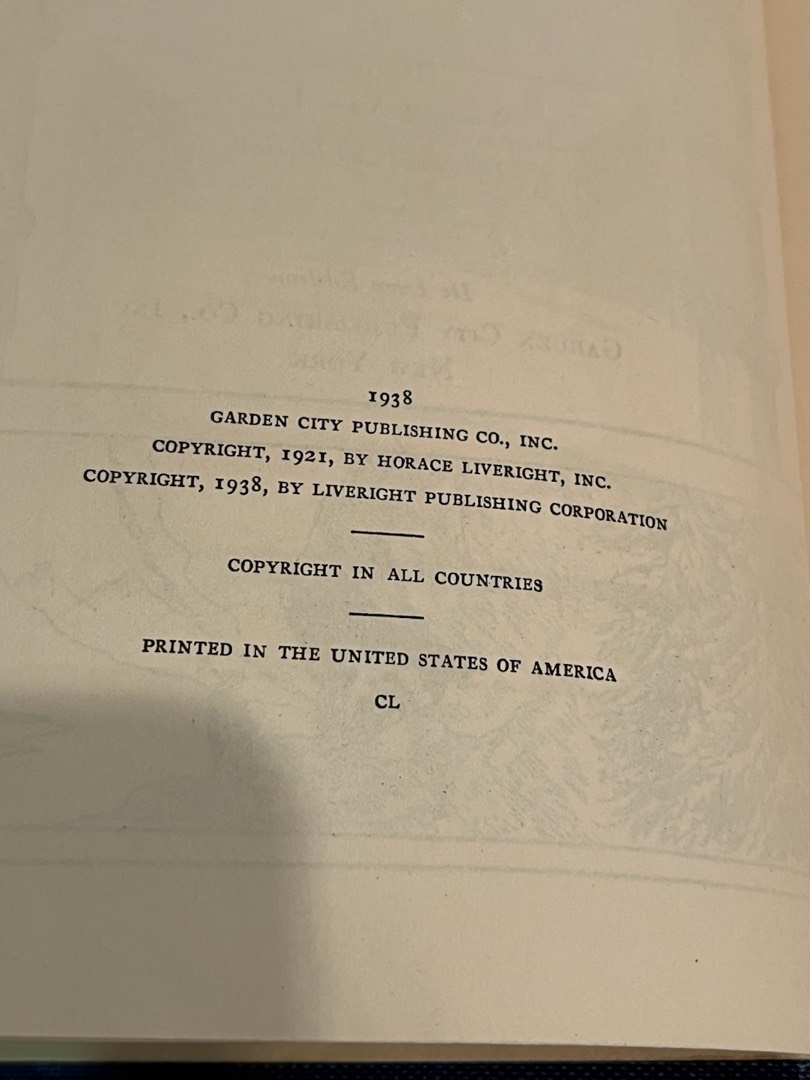 1938
GARDEN CITY PUBLISHING CO., INC.
COPYRIGHT, 1921, BY HORACE LIVERIGHT, INC.
COPYRIGHT, 1938, BY LIVERIGHT PUBLISHING CORPORATION
COPYRIGHT IN ALL COUNTRIES
PRINTED IN THE UNITED STATES OF AMERICA
CL